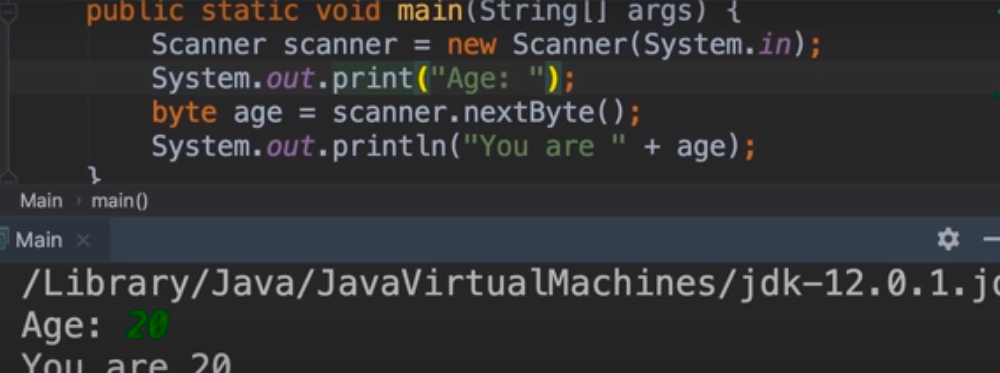 public static void main(String[] args) {
Scanner scanner = new Scanner(System.in);
System.out.print("Age: ");
byte age = scanner.nextByte();
System.out.println("You are " + age);
}
Main › main()
Main ×
/Library/Java/JavaVirtualMachines/jdk-12.0.1.jd
Age: 20
You are 20